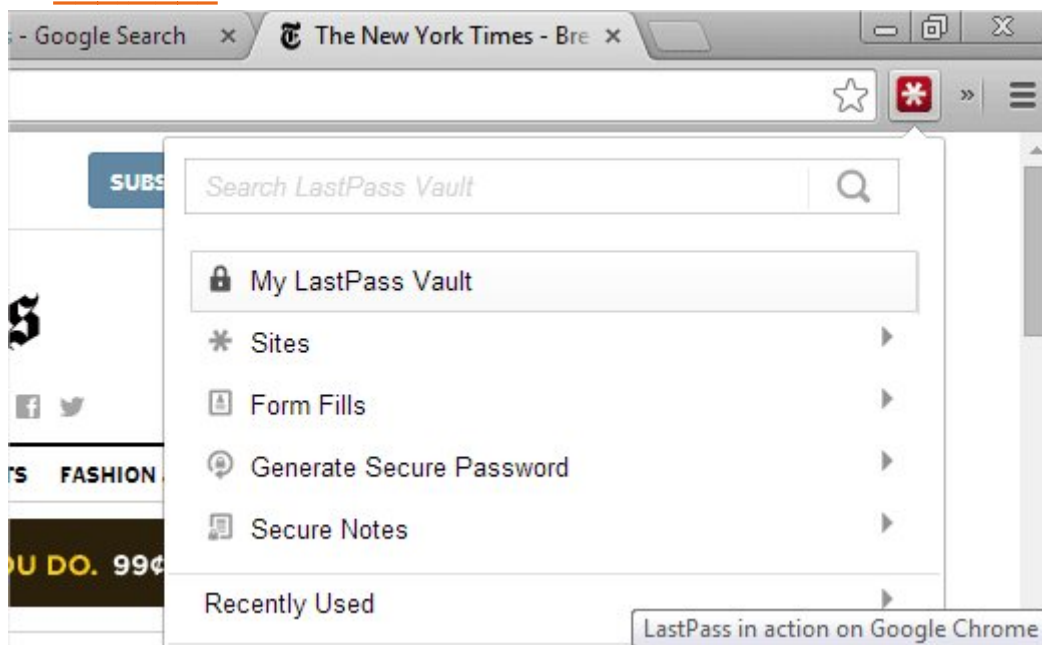 s - Google Search The New York Times - Bre
SUBS
Search LastPass Vault
My LastPass Vault
s
Sites
Form Fills
TS FASHION
Generate Secure Password
Secure Notes
OU DO. 99¢
Recently Used
LastPass in action on Google Chrome